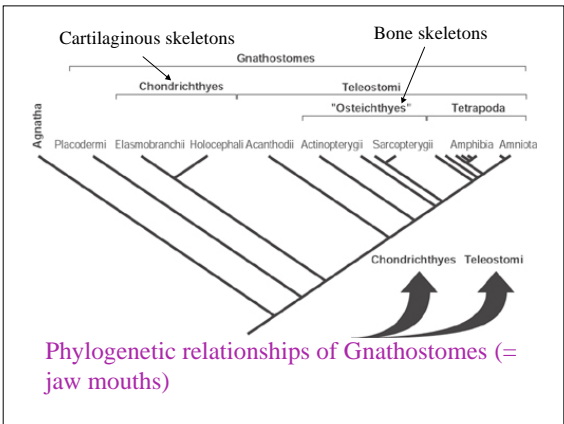 Cartilaginous skeletons
Bone skeletons
Gnathostomes
Chondrichthyes
Teleostomi
"Osteichthyes"
Tetrapoda
Agnatha
Placodermi
Elasmobranchii
Holocephali
Acanthodii
Actinopterygii
Sarcopterygii
Amphibia
Amniota
Chondrichthyes
Teleostomi
Phylogenetic relationships of Gnathostomes (=
jaw mouths)